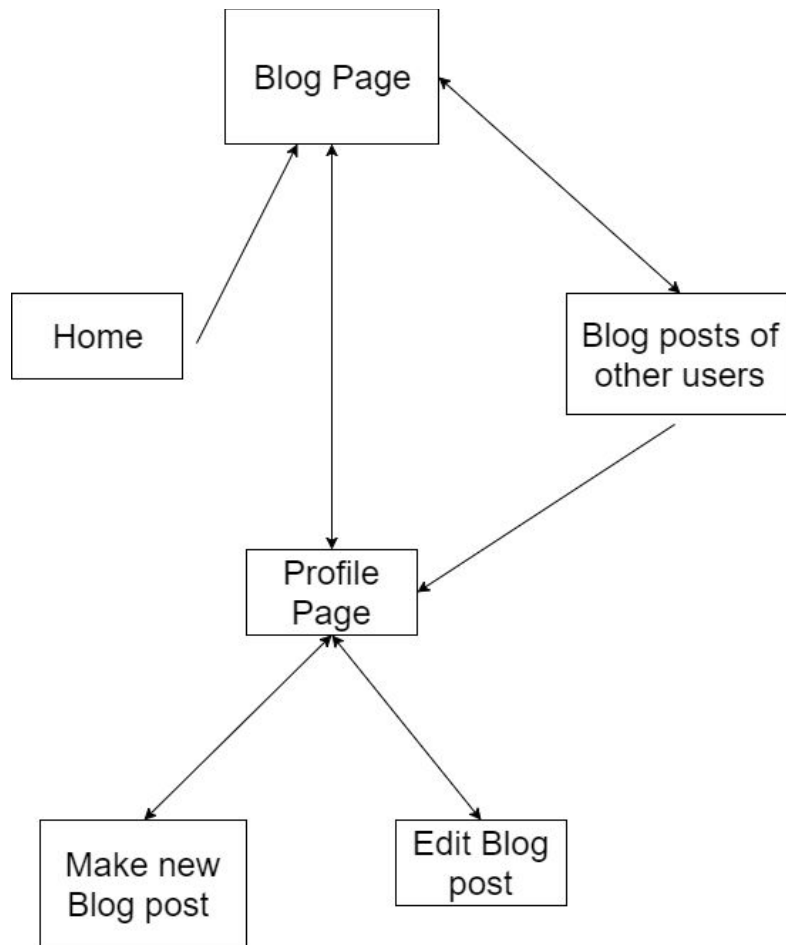 Blog Page
Home
Blog posts of
other users
Profile
Page
Make new
Blog post
Edit Blog
post